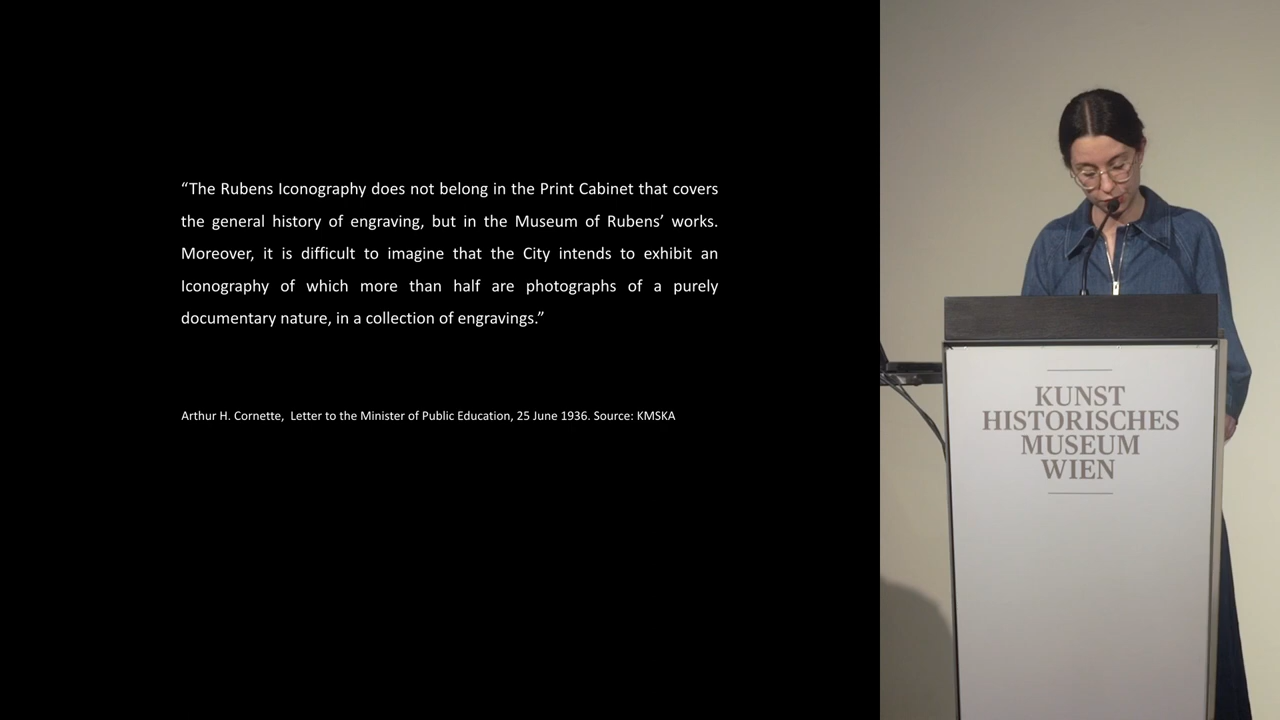 “The Rubens Iconography does not belong in the Print Cabinet that covers
the general history of engraving, but in the Museum of Rubens’ works.
Moreover, it is difficult to imagine that the City intends to exhibit an
Iconography of which more than half are photographs of a purely
documentary nature, in a collection of engravings.”
Arthur H. Cornette,  Letter to the Minister of Public Education, 25 June 1936. Source: KMSKA
KUNST
HISTORISCHES
MUSEUM
WIEN